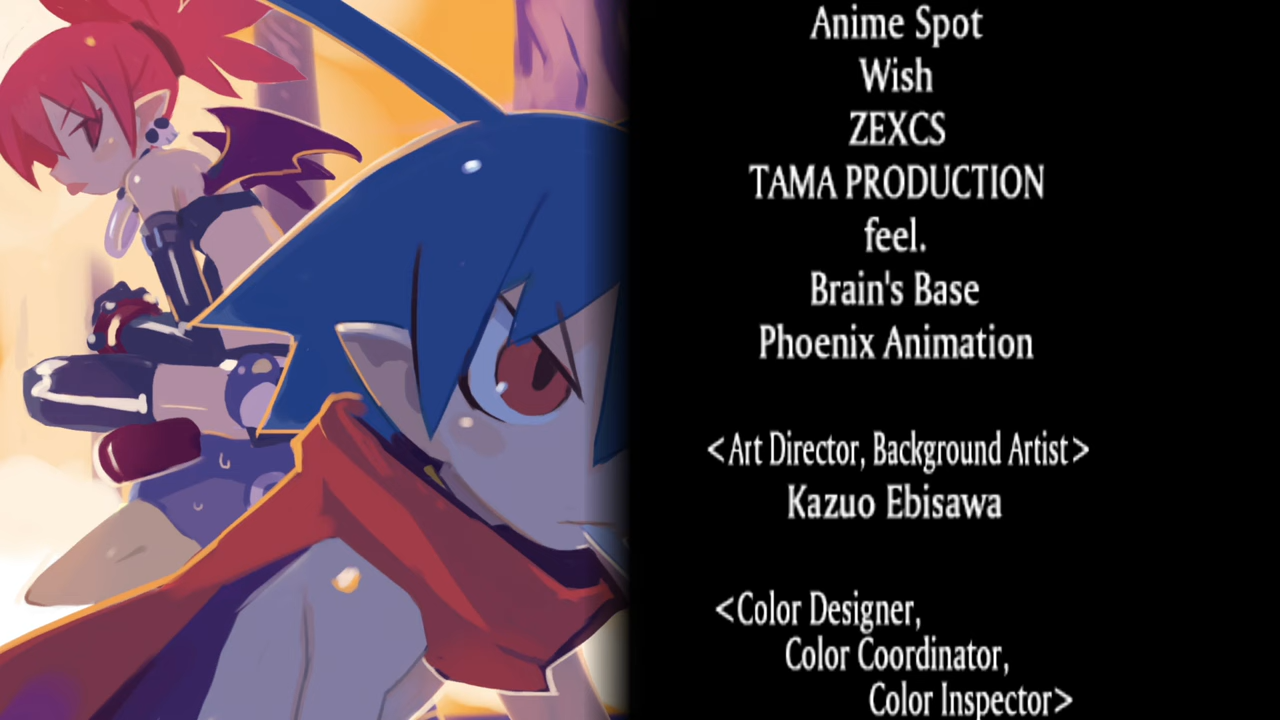 Anime Spot
Wish
ZEXCS
TAMA PRODUCTION
feel.
Brain's Base
Phoenix Animation
<Art Director, Background Artist>
Kazuo Ebisawa
<Color Designer,
Color Coordinator,
Color Inspector>